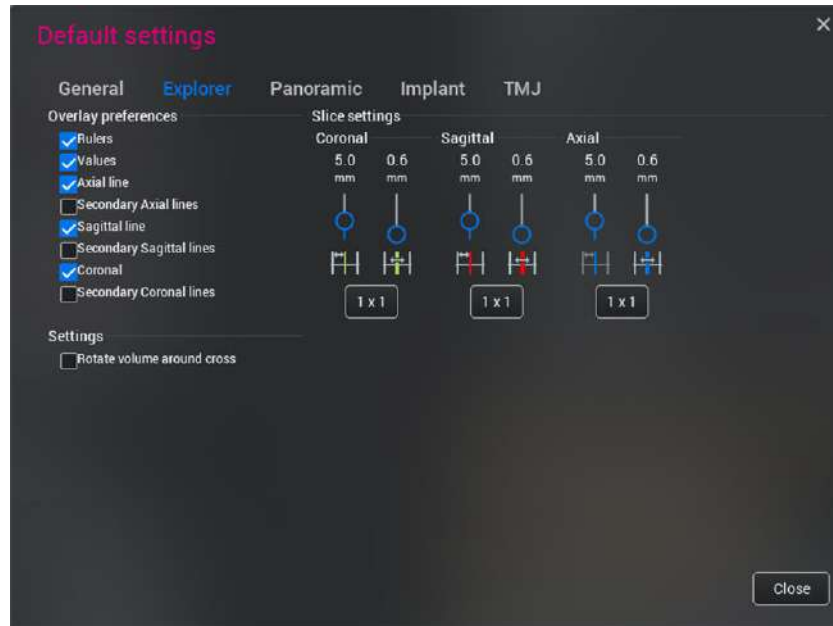 Default settings
General Explorer Panoramic Implant TMJ
Overlay preferences
Rulers
Values
Axial line
Secondary Axial lines
Sagittal line
Secondary Sagittal lines
Coronal
Secondary Coronal lines
Settings
Rotate volume around cross
Slice settings
Coronal Sagittal Axial
5.0 0.6 5.0 0.6 5.0 0.6
mm mm mm mm mm mm
1 x 1 1 x 1 1 x 1
Close